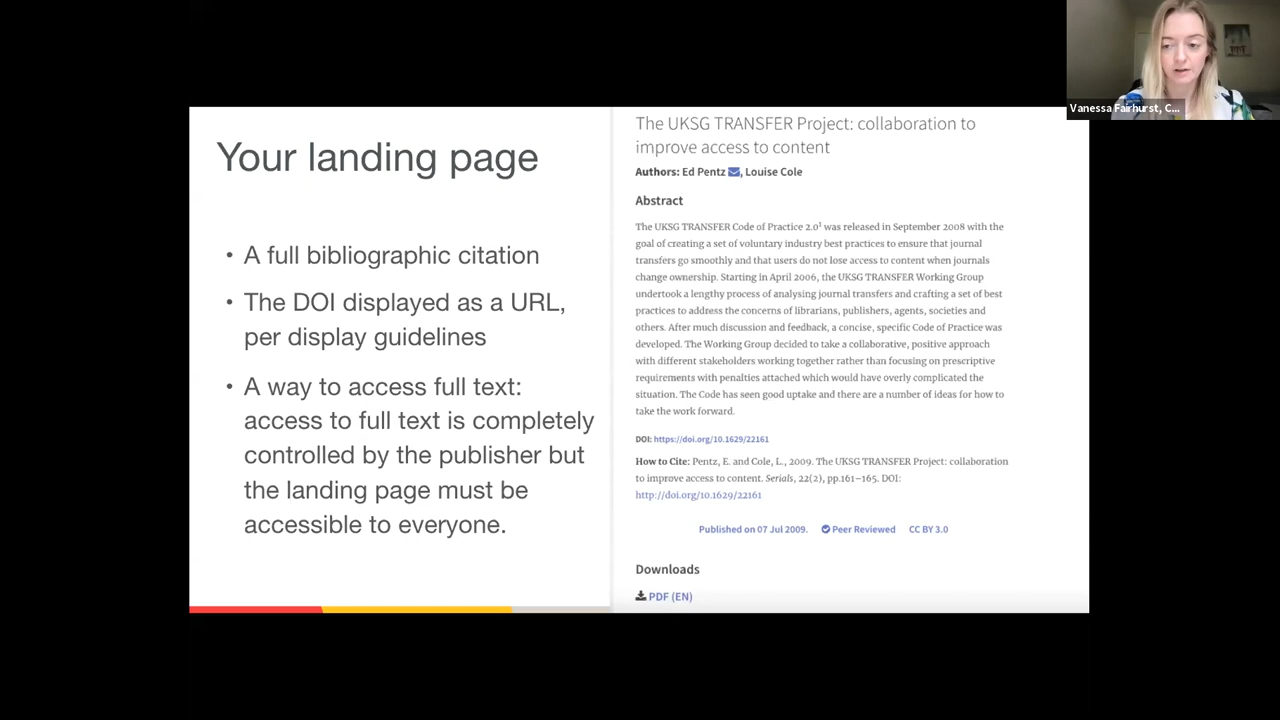 Vanessa Fairhurst, C...
Your landing page
• A full bibliographic citation
• The DOI displayed as a URL,
per display guidelines
• A way to access full text:
access to full text is completely
controlled by the publisher but
the landing page must be
accessible to everyone.
The UKSG TRANSFER Project: collaboration to
improve access to content
Authors: Ed Pentz, Louise Cole
Abstract
The UKSG TRANSFER Code of Practice 2.0¹ was released in September 2008 with the
goal of creating a set of voluntary industry best practices to ensure that journal
transfers go smoothly and that users do not lose access to content when journals
change ownership. Starting in April 2006, the UKSG TRANSFER Working Group
undertook a lengthy process of analysing journal transfers and crafting a set of best
practices to address the concerns of librarians, publishers, agents, societies and
others. After much discussion and feedback, a concise, specific Code of Practice was
developed. The Working Group decided to take a collaborative, positive approach
with different stakeholders working together rather than focusing on prescriptive
requirements with penalties attached which would have overly complicated the
situation. The Code has seen good uptake and there are a number of ideas for how to
take the work forward.
DOI: https://doi.org/10.1629/22161
How to Cite: Pentz, E. and Cole, L., 2009. The UKSG TRANSFER Project: collaboration
to improve access to content. Serials, 22(2), pp.161–165. DOI:
http://doi.org/10.1629/22161
Published on 07 Jul 2009. Peer Reviewed CC BY 3.0
Downloads
PDF (EN)